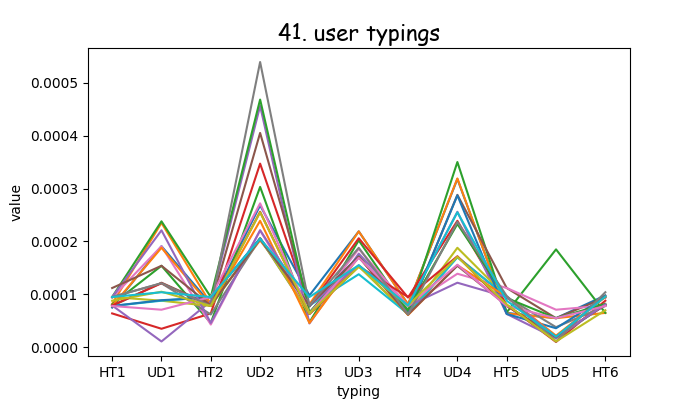 41. user typings
value
0.0005
0.0004
0.0003
0.0002
0.0001
0.0000
HT1 UD1 HT2 UD2 HT3 UD3 HT4 UD4 HT5 UD5 HT6
typing